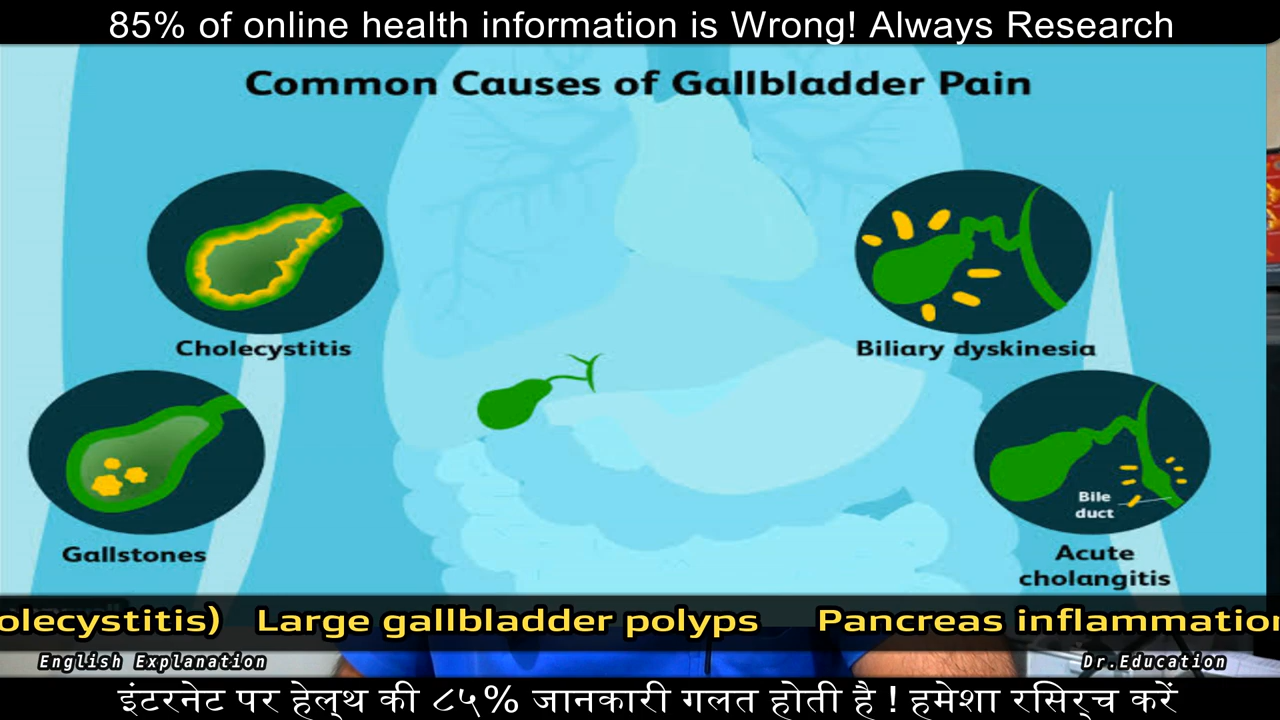 85% of online health information is Wrong! Always Research
Common Causes of Gallbladder Pain
Cholecystitis
Biliary dyskinesia
Gallstones
Bile
duct
Acute
cholangitis
olecystitis) Large gallbladder polyps Pancreas inflammation
English Explanation
Dr.Education
इंटरनेट पर हेल्थ की ८५% जानकारी गलत होती है ! हमेशा रसिर्च करें